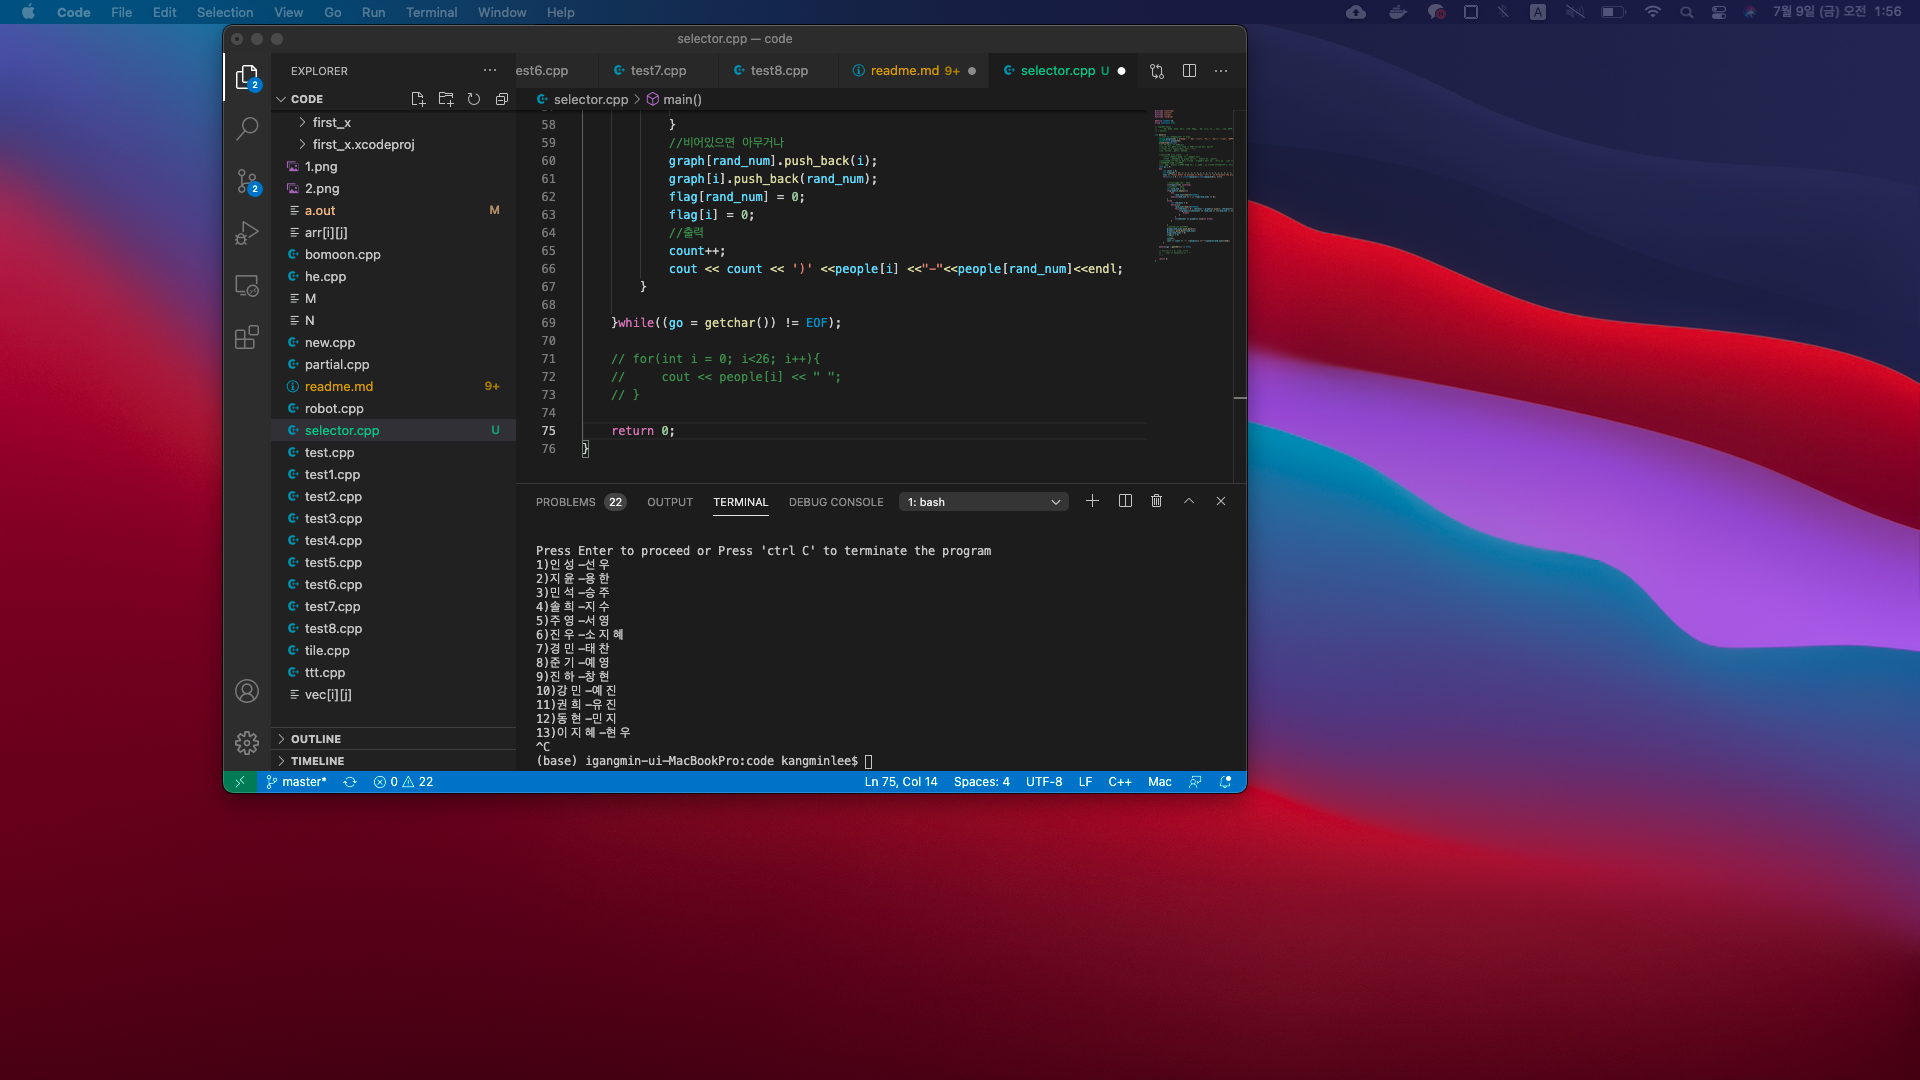 Code File Edit Selection View Go Run Terminal Window Help
A 7월 9일 (금) 오전 1:56
selector.cpp — code
EXPLORER
est6.cpp test7.cpp test8.cpp readme.md 9+ selector.cpp U
2
CODE
selector.cpp > main()
first_x
first_x.xcodeproj
1.png
2.png
2
a.out M
arr[i][j]
bomoon.cpp
he.cpp
M
N
new.cpp
partial.cpp
readme.md 9+
robot.cpp
selector.cpp U
test.cpp
test1.cpp
test2.cpp
test3.cpp
test4.cpp
test5.cpp
test6.cpp
test7.cpp
test8.cpp
tile.cpp
ttt.cpp
vec[i][j]
OUTLINE
TIMELINE
58 }
59 //비어있으면 아무거나
60 graph[rand_num].push_back(i);
61 graph[i].push_back(rand_num);
62 flag[rand_num] = 0;
63 flag[i] = 0;
64 //출력
65 count++;
66 cout << count << ')' <<people[i] <<"-"<<people[rand_num]<<endl;
67 }
68
69 }while((go = getchar()) != EOF);
70
71 // for(int i = 0; i<26; i++){
72 //     cout << people[i] << " ";
73 // }
74
75 return 0;
76 }
PROBLEMS 22 OUTPUT TERMINAL DEBUG CONSOLE 1: bash
Press Enter to proceed or Press 'ctrl C' to terminate the program
1)인성-선우
2)지윤-용한
3)민석-승주
4)솔희-지수
5)주영-서영
6)진우-소지혜
7)경민-태찬
8)준기-예영
9)진하-창현
10)강민-예진
11)권희-유진
12)동현-민지
13)이지혜-현우
^C
(base) igangmin-ui-MacBookPro:code kangminlee$
master* 0 22 Ln 75, Col 14 Spaces: 4 UTF-8 LF C++ Mac